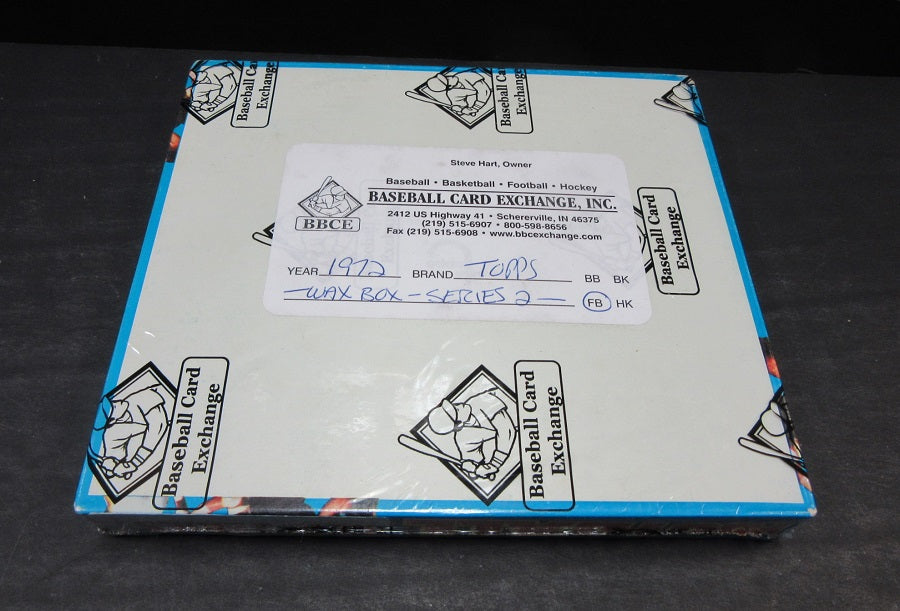 Baseball Card
Exchange
Baseball Card
Exchange
Steve Hart, Owner
Baseball • Basketball • Football • Hockey
BASEBALL CARD EXCHANGE, INC.
2412 US Highway 41 • Schererville, IN 46375
(219) 515-6907 • 800-598-8656
Fax (219) 515-6908 • www.bbcexchange.com
BBCE
YEAR 1972 BRAND TOPPS BB BK
WAX BOX - SERIES 2 - FB HK
Baseball Card
Exchange
Baseball Card
Exchange
Baseball Card
Exchange